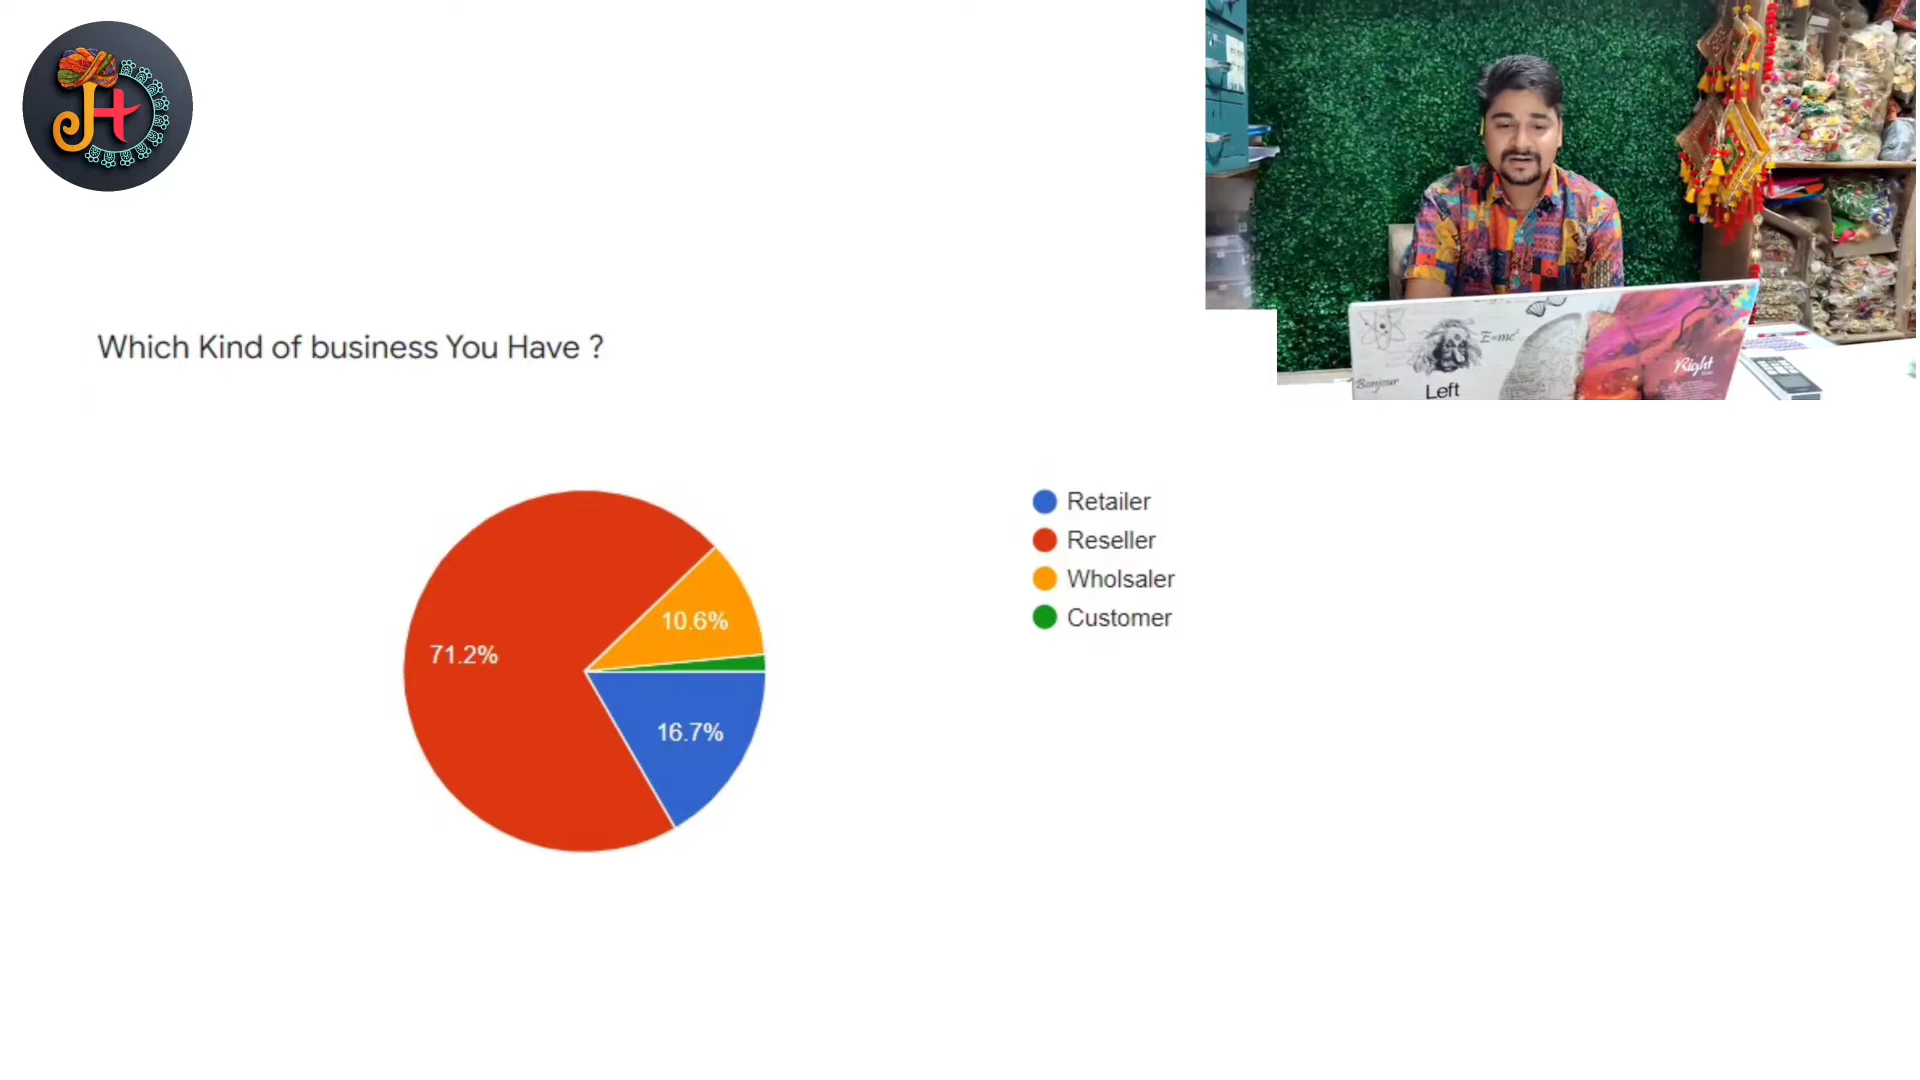 JH
Which Kind of business You Have ?
Retailer
Reseller
Wholsaler
Customer
10.6%
71.2%
16.7%
E=mc²
Bonjour
Left
Right